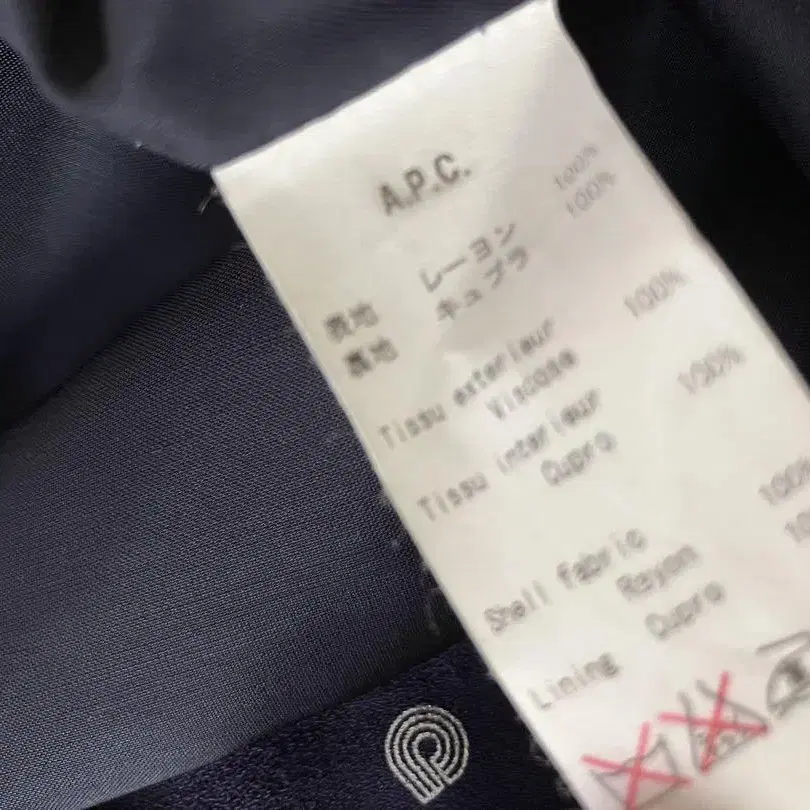 A.P.C.
表地 レーヨン 100%
裏地 キュプラ 100%
Tissu exterieur
Viscose 100%
Tissu interieur
Cupro 100%
Shell fabric
Rayon 100%
Lining Cupro